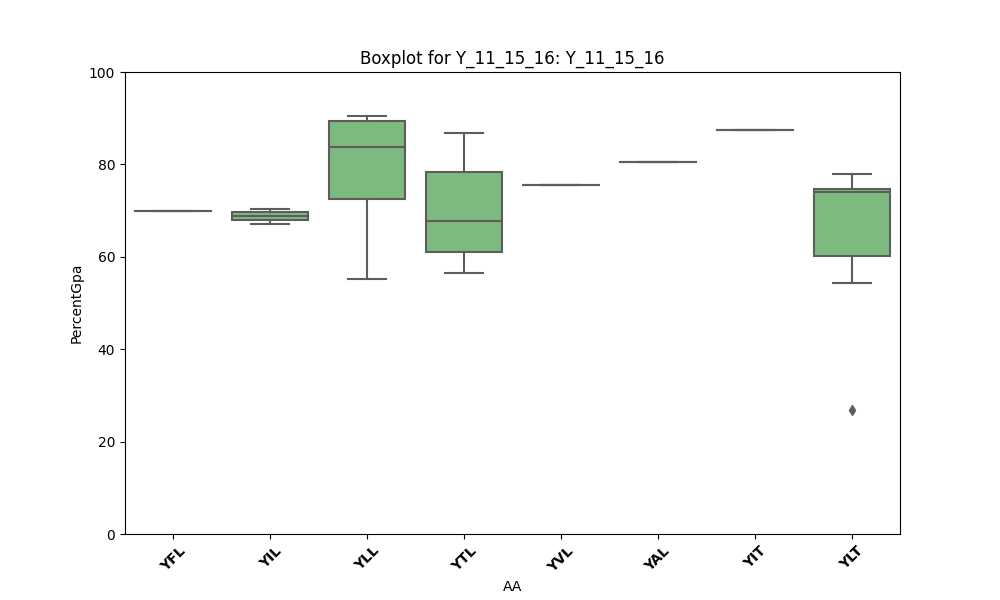 Boxplot for Y_11_15_16: Y_11_15_16
100
80
60
40
20
0
PercentGpa
YFL
YIL
YLL
YTL
YVL
YAL
YIT
YLT
AA